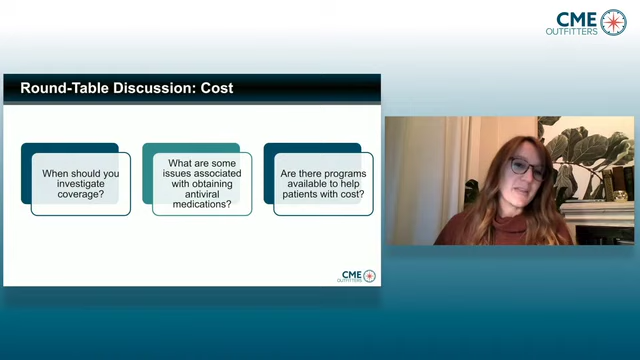 CME
OUTFITTERS
Round-Table Discussion: Cost
When should you
investigate
coverage?
What are some
issues associated
with obtaining
antiviral
medications?
Are there programs
available to help
patients with cost?
CME
OUTFITTERS